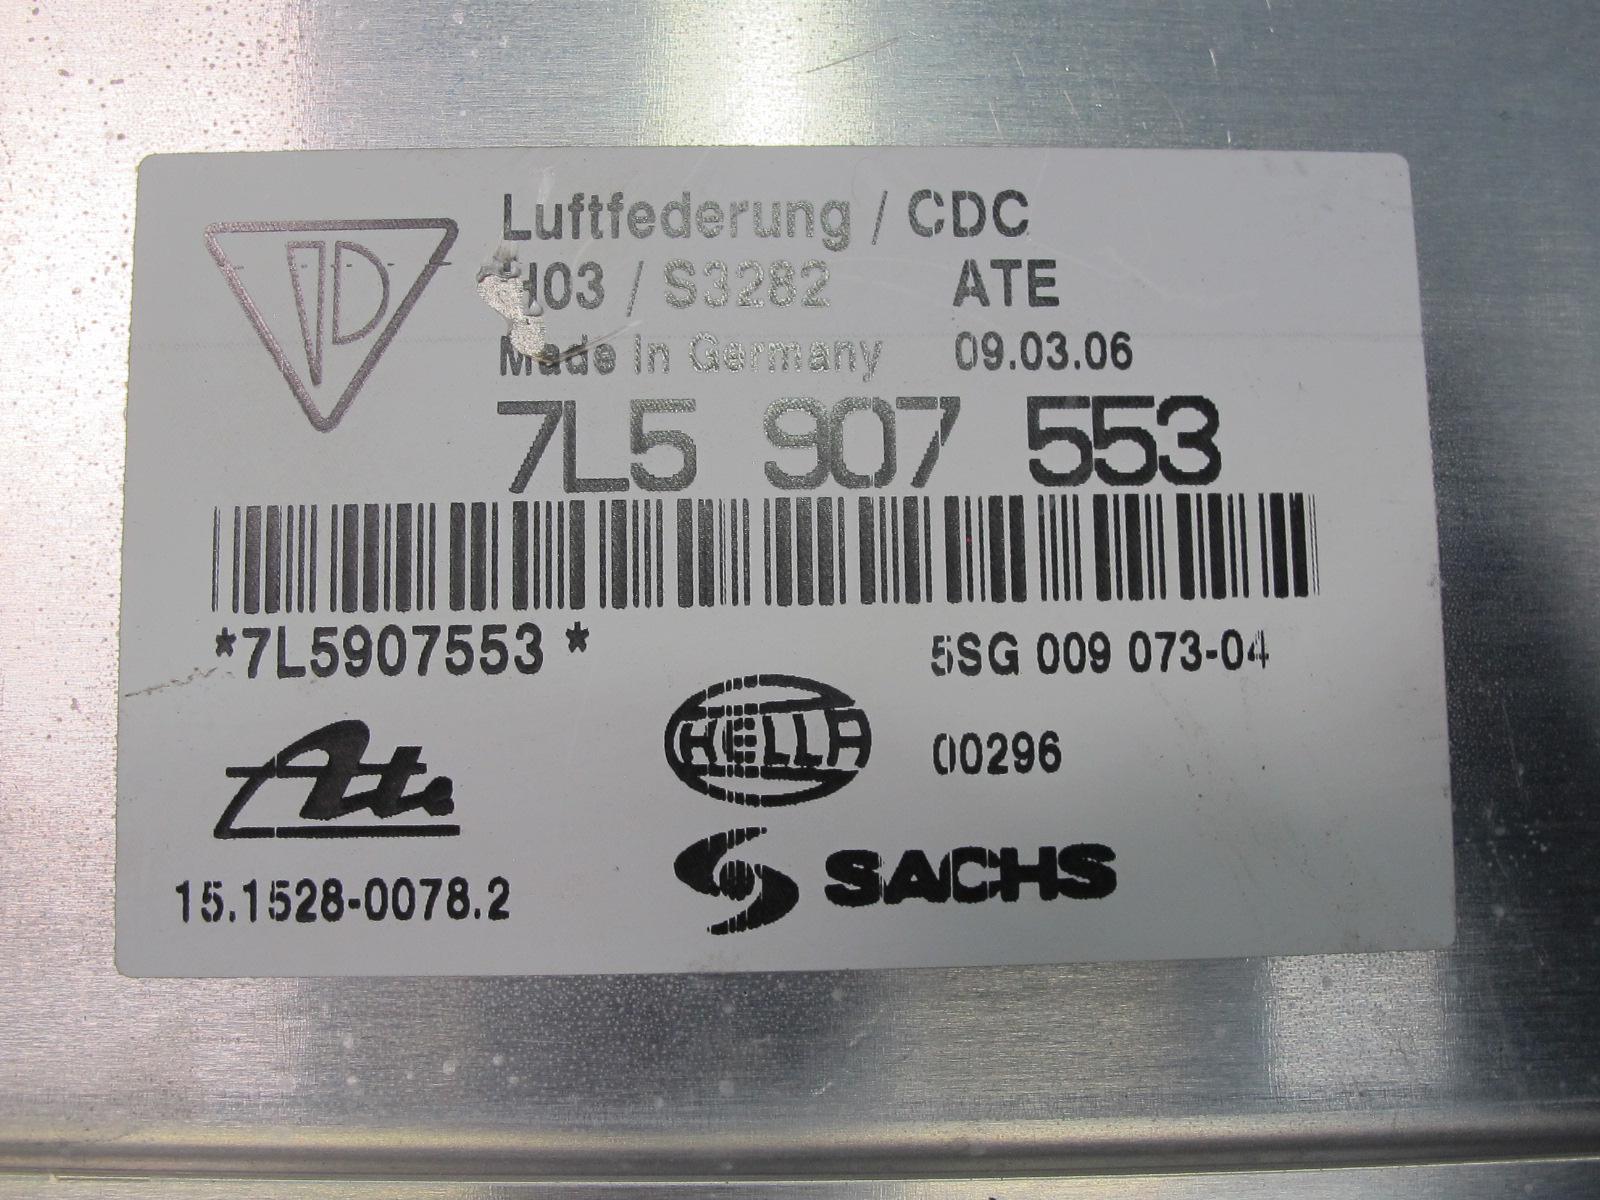 Luftfederung / CDC
H03 / S3282 ATE
Made in Germany 09.03.06
7L5 907 553
*7L5907553 *
5SG 009 073-04
Ate
HELLA
00296
SACHS
15.1528-0078.2